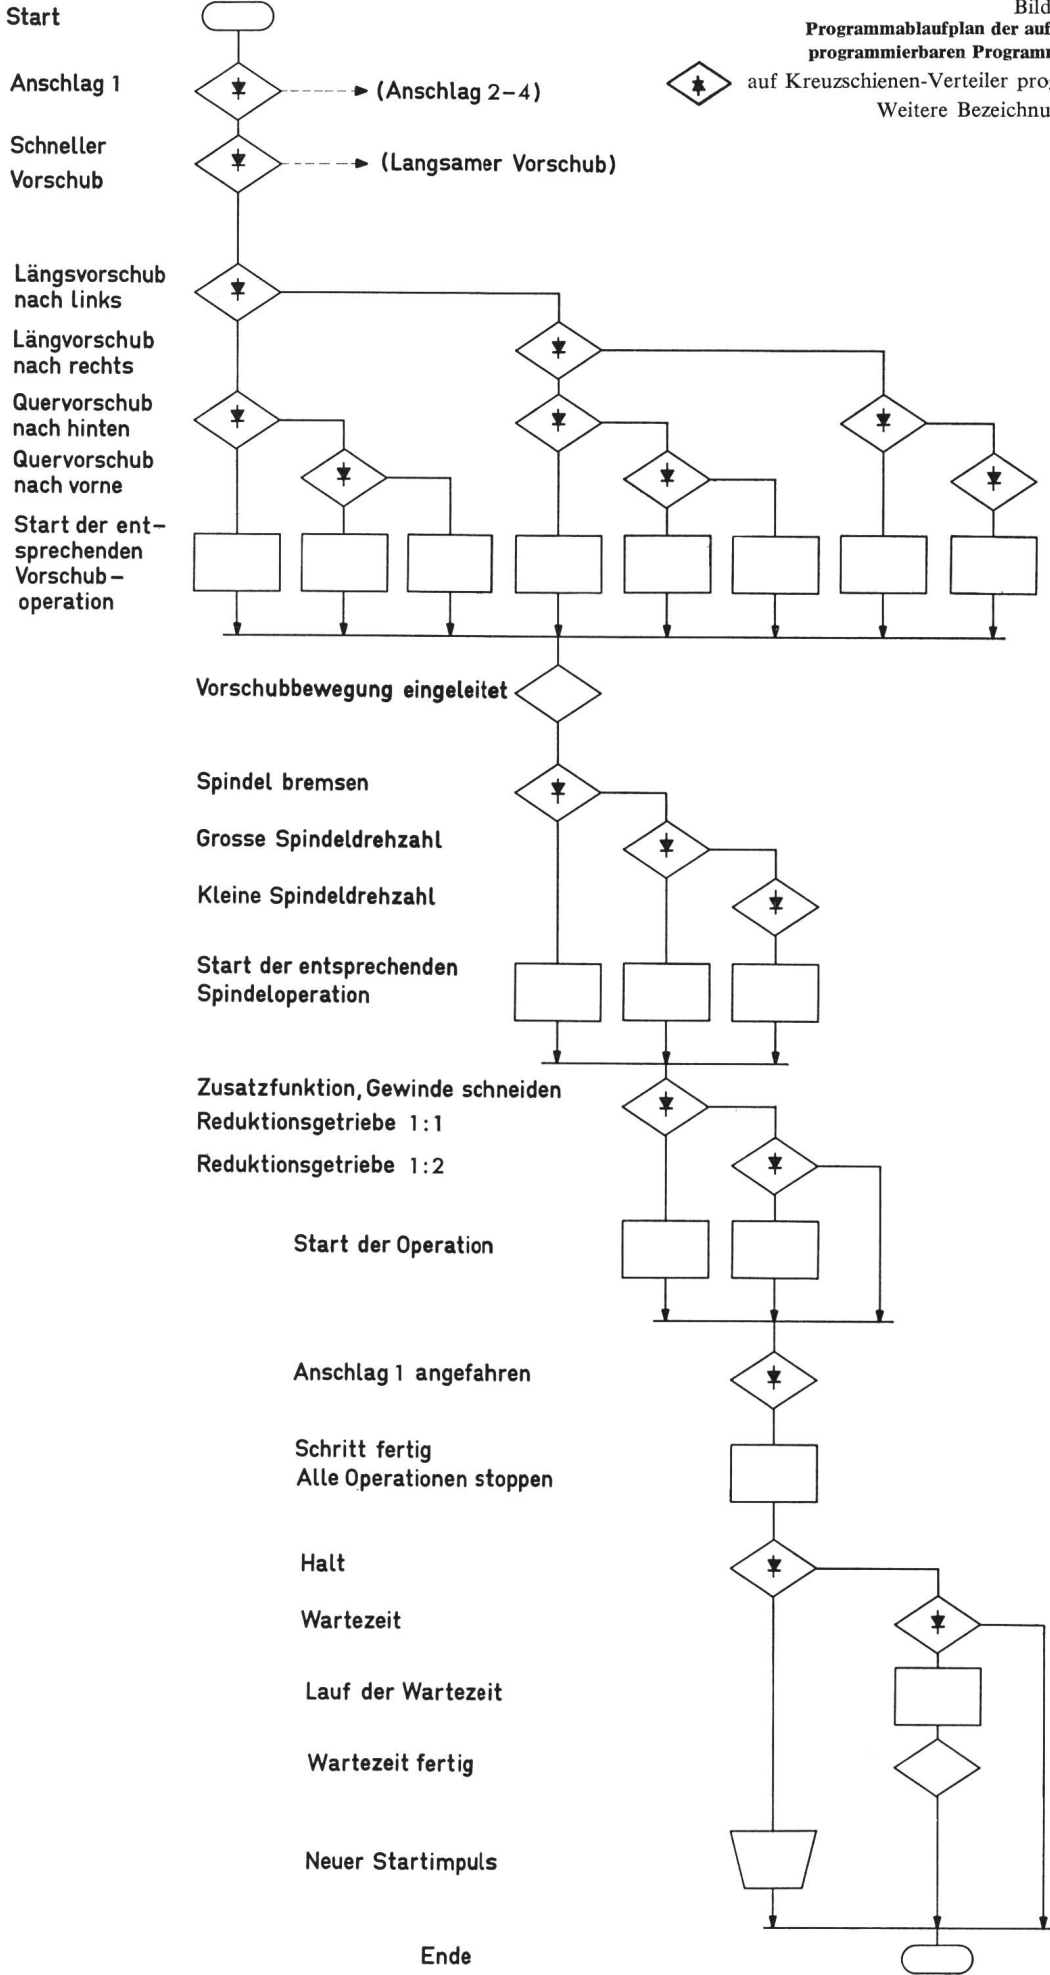 Start
Bild
Programmablaufplan der auf
programmierbaren
auf Kreuzschienen-Verteiler
Weitere
Anschlag 1
(Anschlag 2-4)
Schneller
Vorschub
(Langsamer Vorschub)
Längsvorschub
nach links
Längvorschub
nach rechts
Quervorschub
nach hinten
Quervorschub
nach vorne
Start der ent-
sprechenden
Vorschub-
operation
Vorschubbewegung eingeleitet
Spindel bremsen
Grosse Spindeldrehzahl
Kleine Spindeldrehzahl
Start der entsprechenden
Spindeloperation
Zusatzfunktion, Gewinde schneiden
Reduktionsgetriebe 1:1
Reduktionsgetriebe 1:2
Start der Operation
Anschlag 1 angefahren
Schritt fertig
Alle Operationen stoppen
Halt
Wartezeit
Lauf der Wartezeit
Wartezeit fertig
Neuer Startimpuls
Ende